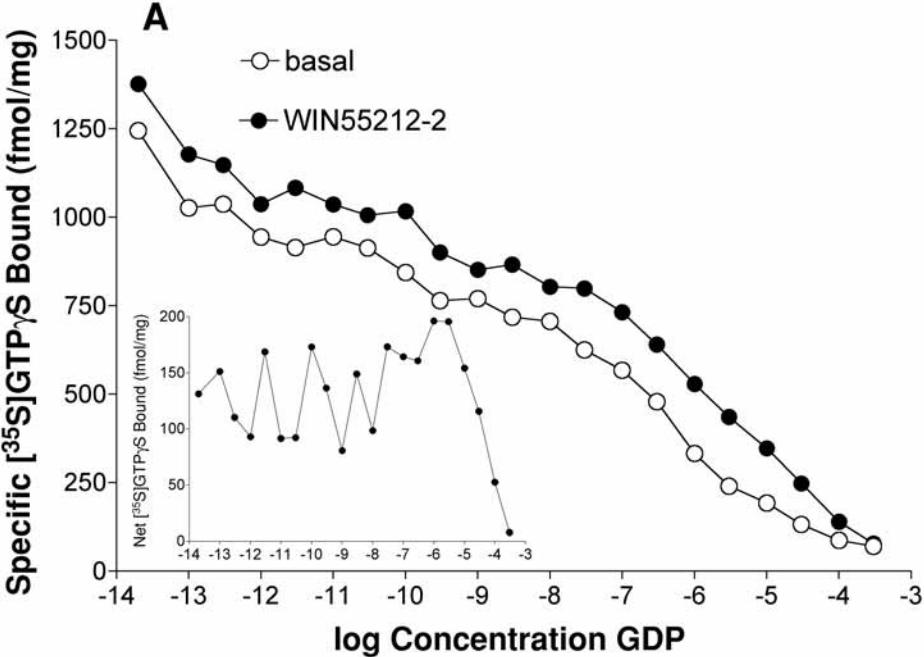 A
Specific [³⁵S]GTPγS Bound (fmol/mg)
1500
1250
1000
750
500
250
0
basal
WIN55212-2
Net [³⁵S]GTPγS Bound (fmol/mg)
200
150
100
50
0
-14 -13 -12 -11 -10 -9 -8 -7 -6 -5 -4 -3
-14 -13 -12 -11 -10 -9 -8 -7 -6 -5 -4 -3
log Concentration GDP